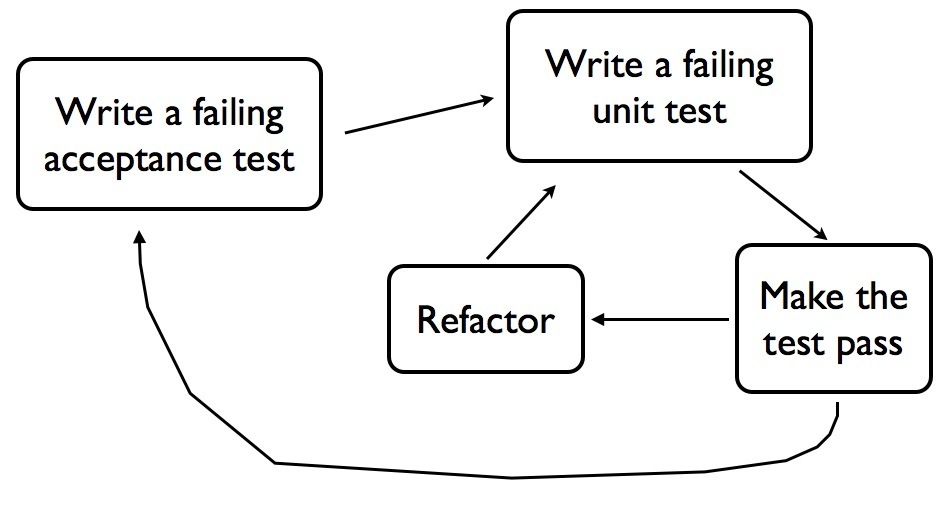 Write a failing
acceptance test
Write a failing
unit test
Make the
test pass
Refactor